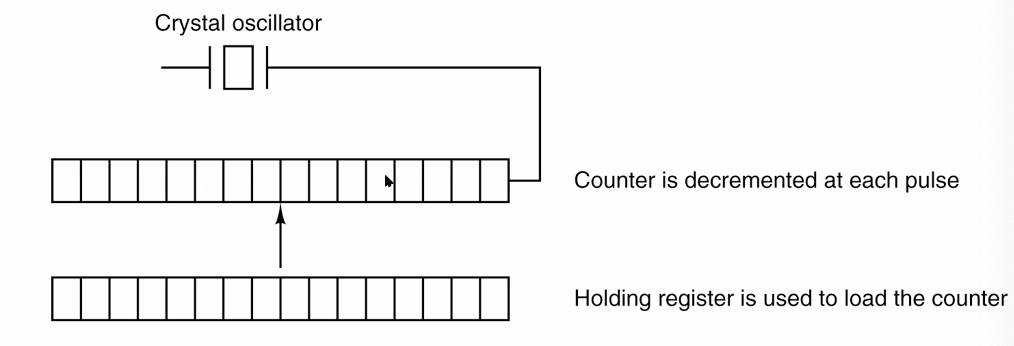 Crystal oscillator
Counter is decremented at each pulse
Holding register is used to load the counter